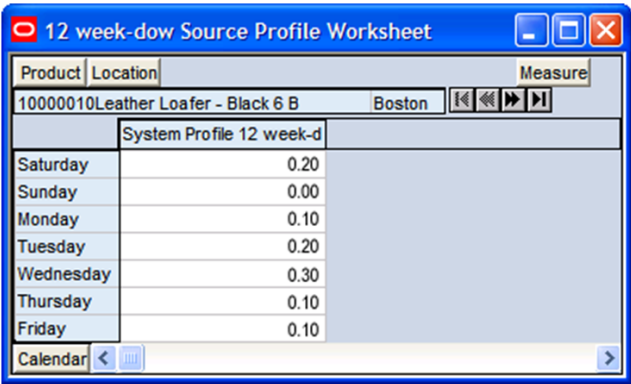 12 week-dow Source Profile Worksheet
Product Location Measure
10000010Leather Loafer - Black 6 B Boston
System Profile 12 week-d
Saturday 0.20
Sunday 0.00
Monday 0.10
Tuesday 0.20
Wednesday 0.30
Thursday 0.10
Friday 0.10
Calendar